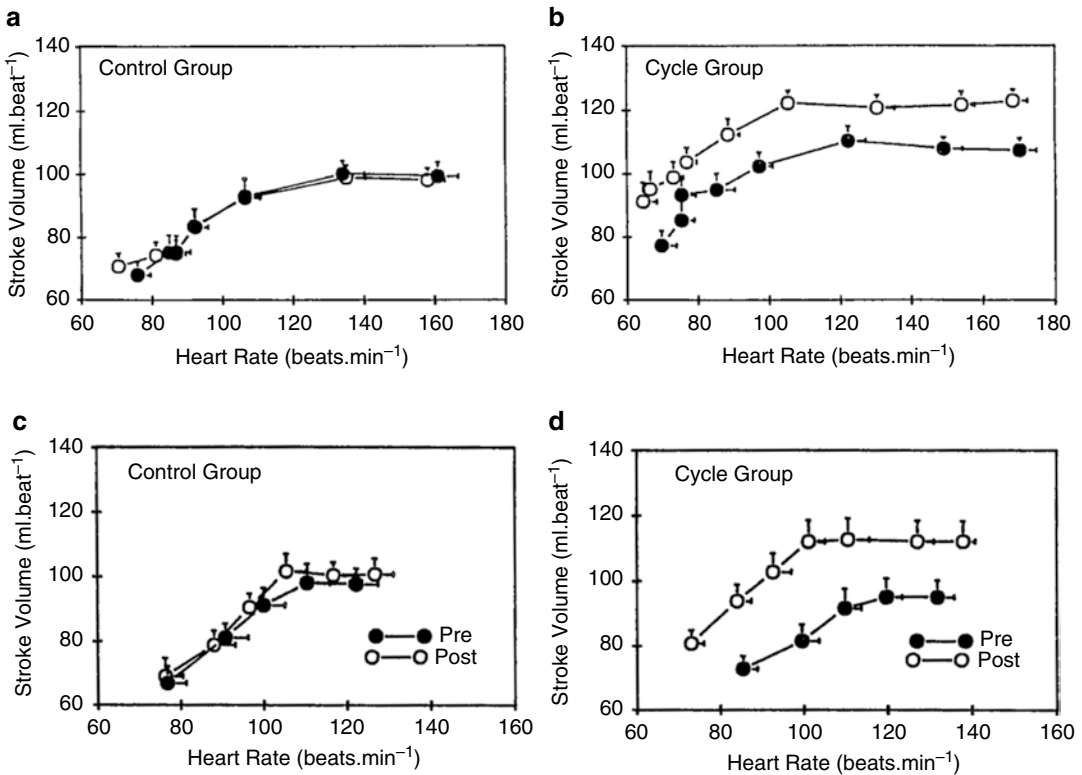 a
140
120
100
80
60
Stroke Volume (ml.beat⁻¹)
Control Group
60 80 100 120 140 160 180
Heart Rate (beats.min⁻¹)
b
140
120
100
80
60
Stroke Volume (ml.beat⁻¹)
Cycle Group
60 80 100 120 140 160 180
Heart Rate (beats.min⁻¹)
c
140
120
100
80
60
Stroke Volume (ml.beat⁻¹)
Control Group
Pre
Post
60 80 100 120 140 160
Heart Rate (beats.min⁻¹)
d
140
120
100
80
60
Stroke Volume (ml.beat⁻¹)
Cycle Group
Pre
Post
60 80 100 120 140 160
Heart Rate (beats.min⁻¹)